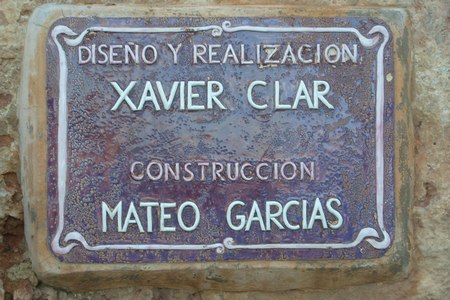 DISEÑO Y REALIZACION
XAVIER CLAR
CONSTRUCCION
MATEO GARCIAS